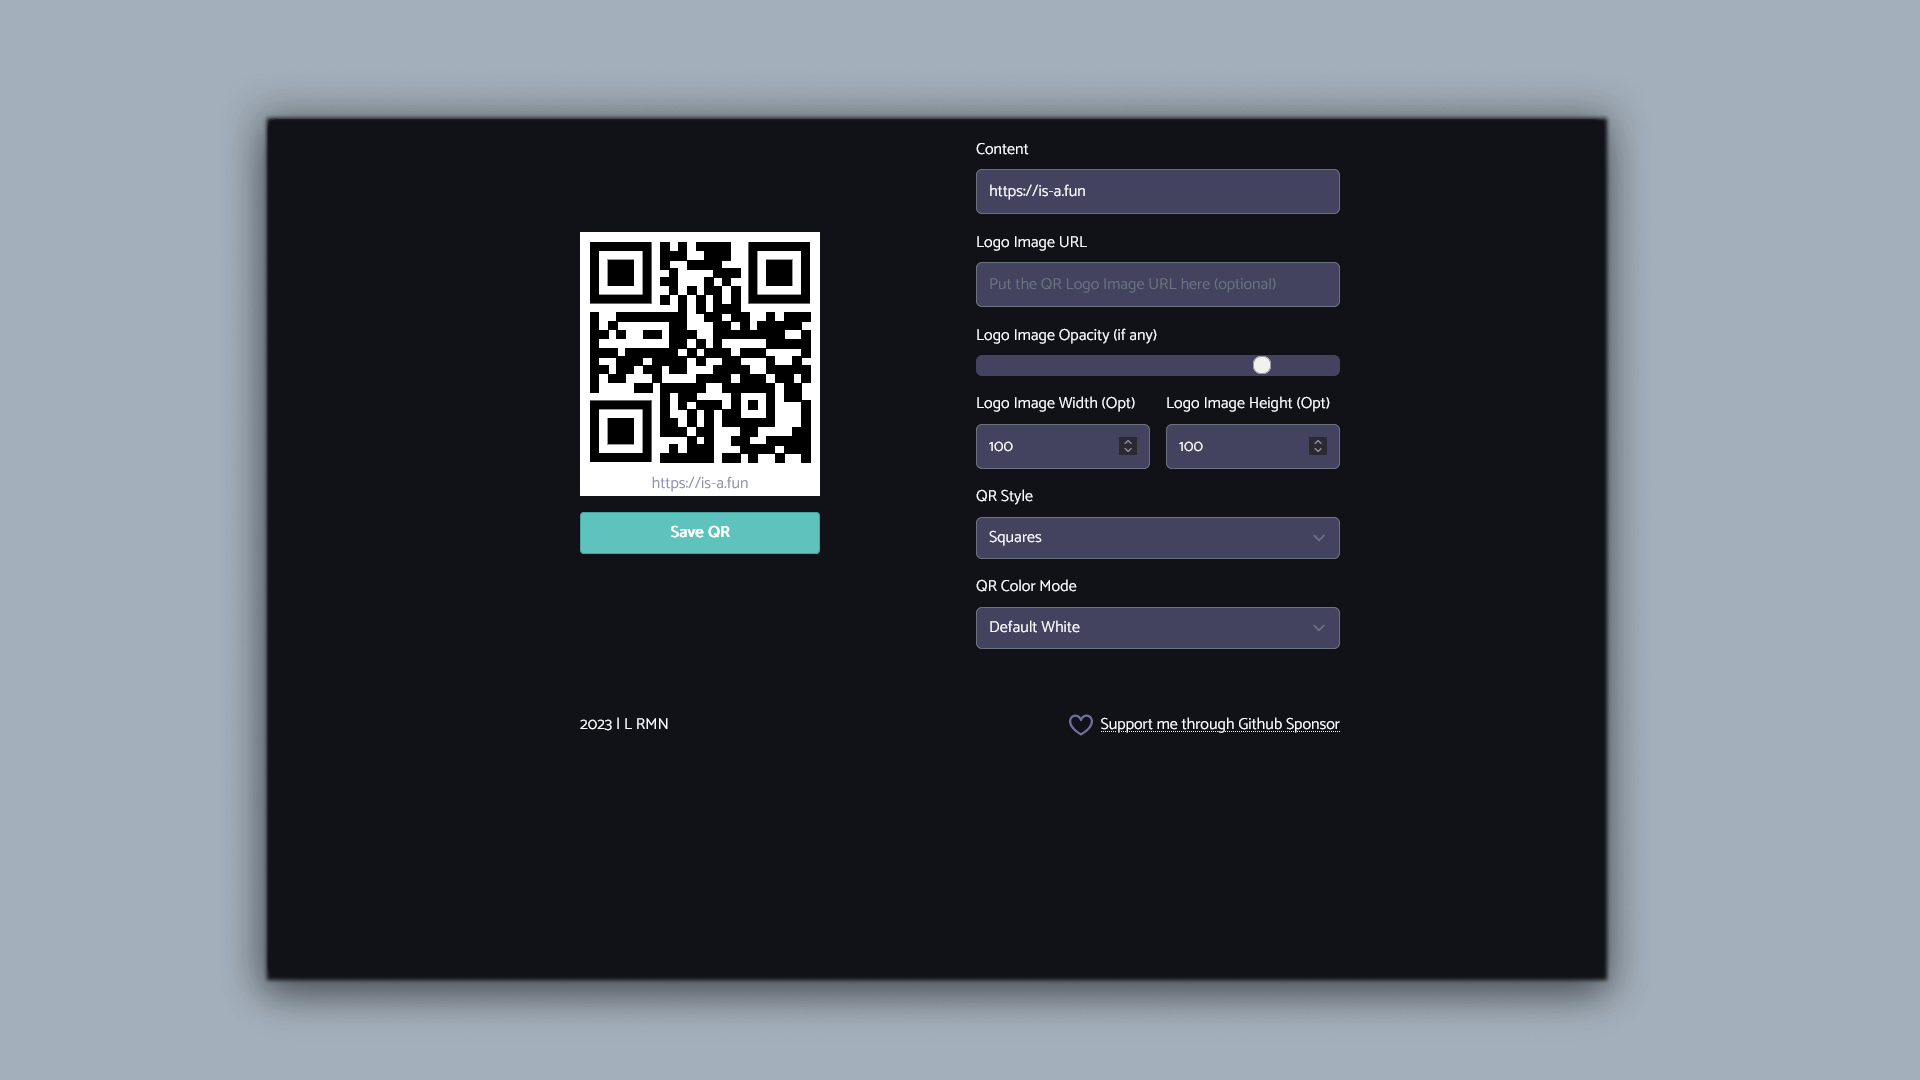 Content
https://is-a.fun
Logo Image URL
Put the QR Logo Image URL here (optional)
Logo Image Opacity (if any)
Logo Image Width (Opt)
Logo Image Height (Opt)
100
100
QR Style
Squares
QR Color Mode
Default White
https://is-a.fun
Save QR
2023 | L RMN
Support me through Github Sponsor